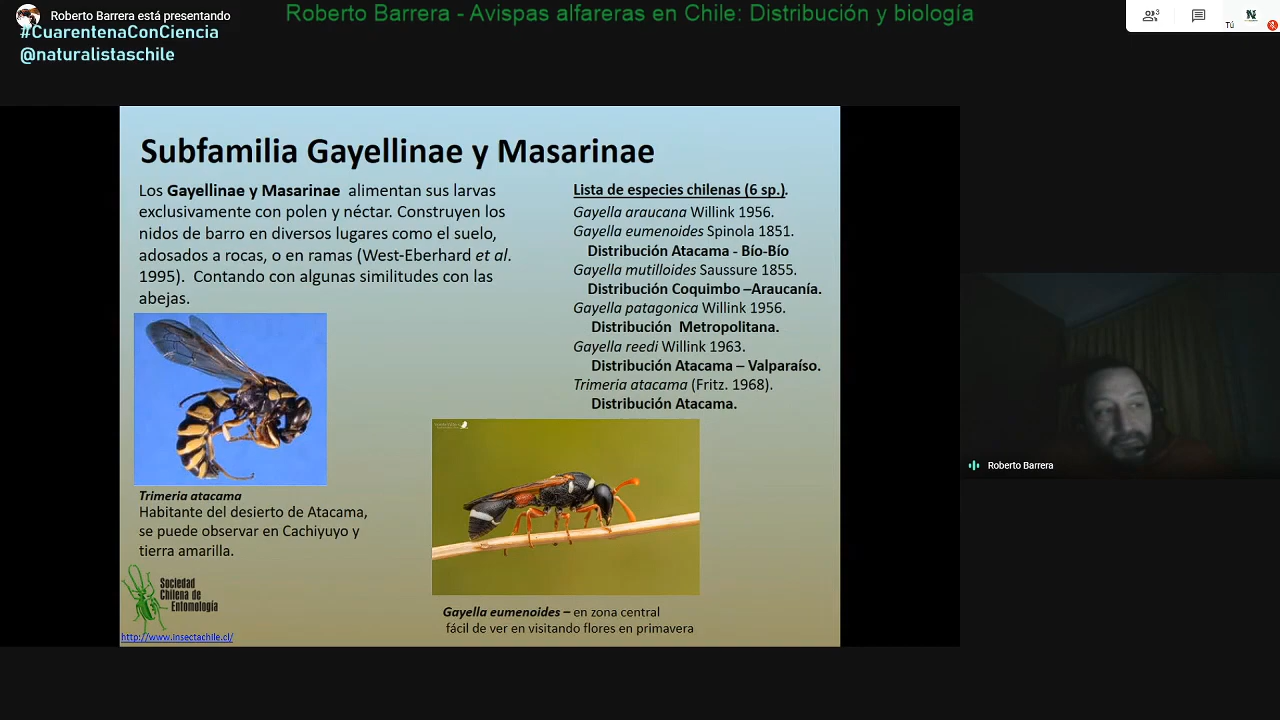 Roberto Barrera - Avispas alfareras en Chile: Distribución y biología
Roberto Barrera está presentando
#CuarentenaConCiencia
@naturalistaschile
3
Tú
Subfamilia Gayellinae y Masarinae
Los Gayellinae y Masarinae alimentan sus larvas
exclusivamente con polen y néctar. Construyen los
nidos de barro en diversos lugares como el suelo,
adosados a rocas, o en ramas (West-Eberhard et al.
1995). Contando con algunas similitudes con las
abejas.
Lista de especies chilenas (6 sp.).
Gayella araucana Willink 1956.
Gayella eumenoides Spinola 1851.
Distribución Atacama - Bío-Bío
Gayella mutilloides Saussure 1855.
Distribución Coquimbo –Araucanía.
Gayella patagonica Willink 1956.
Distribución Metropolitana.
Gayella reedi Willink 1963.
Distribución Atacama – Valparaíso.
Trimeria atacama (Fritz. 1968).
Distribución Atacama.
Trimeria atacama
Habitante del desierto de Atacama,
se puede observar en Cachiyuyo y
tierra amarilla.
Sociedad
Chilena de
Entomología
http://www.insectachile.cl/
Gayella eumenoides – en zona central
fácil de ver en visitando flores en primavera
Roberto Barrera